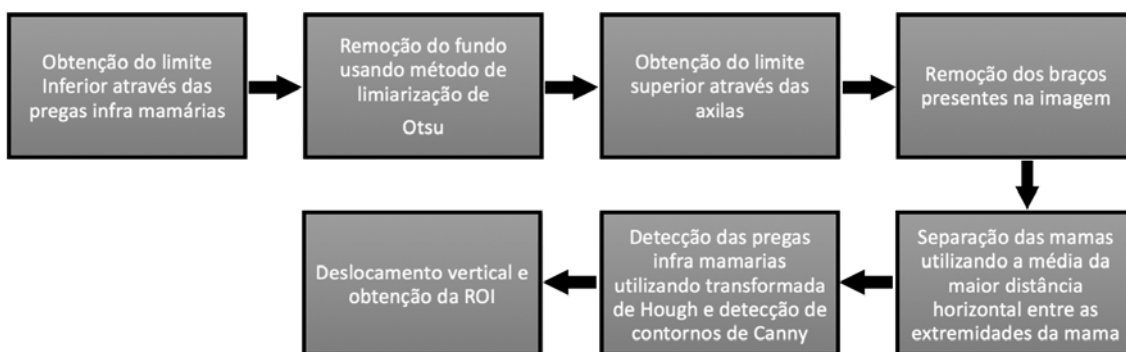 Obtenção do limite
Inferior através das
pregas infra mamárias
Remoção do fundo
usando método de
limiarização de
Otsu
Obtenção do limite
superior através das
axilas
Remoção dos braços
presentes na imagem
Separação das mamas
utilizando a média da
maior distância
horizontal entre as
extremidades da mama
Detecção das pregas
infra mamarias
utilizando transformada
de Hough e detecção de
contornos de Canny
Deslocamento vertical e
obtenção da ROI